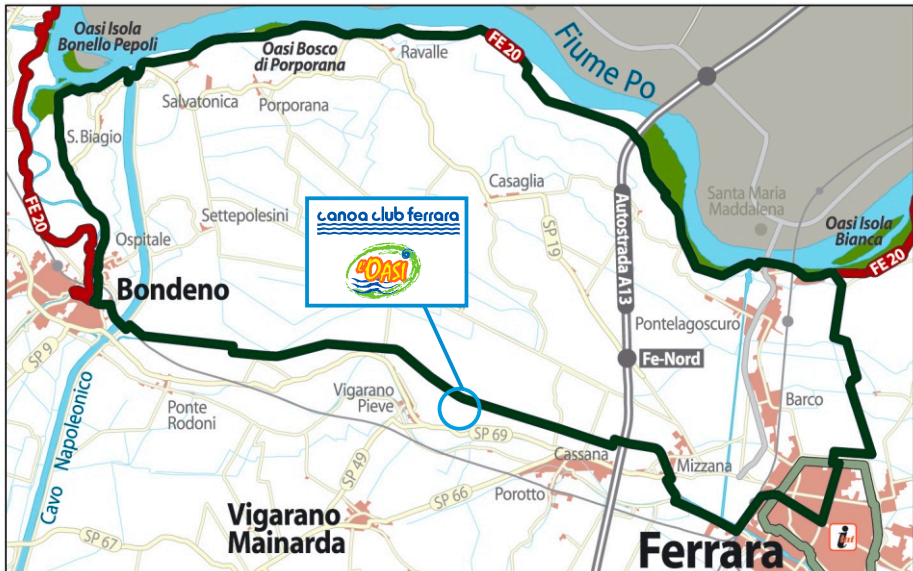 Oasi Isola
Bonello Pepoli
FE 20
Oasi Bosco
di Porporana
Ravalle
FE 20
Fiume Po
Salvatonica
Porporana
S. Biagio
Casaglia
Santa Maria
Maddalena
Autostrada A13
canoa club ferrara
l'OASI
Settepolesini
SP 19
Oasi Isola
Bianca
FE 20
FE 20
Ospitale
Bondeno
Pontelagoscuro
Fe-Nord
SP 9
Cavo Napoleonico
Ponte
Rodoni
Vigarano
Pieve
Barco
SP 69
SP 49
Cassana
Mizzana
SP 66
Porotto
Vigarano
Mainarda
SP 67
Ferrara
i